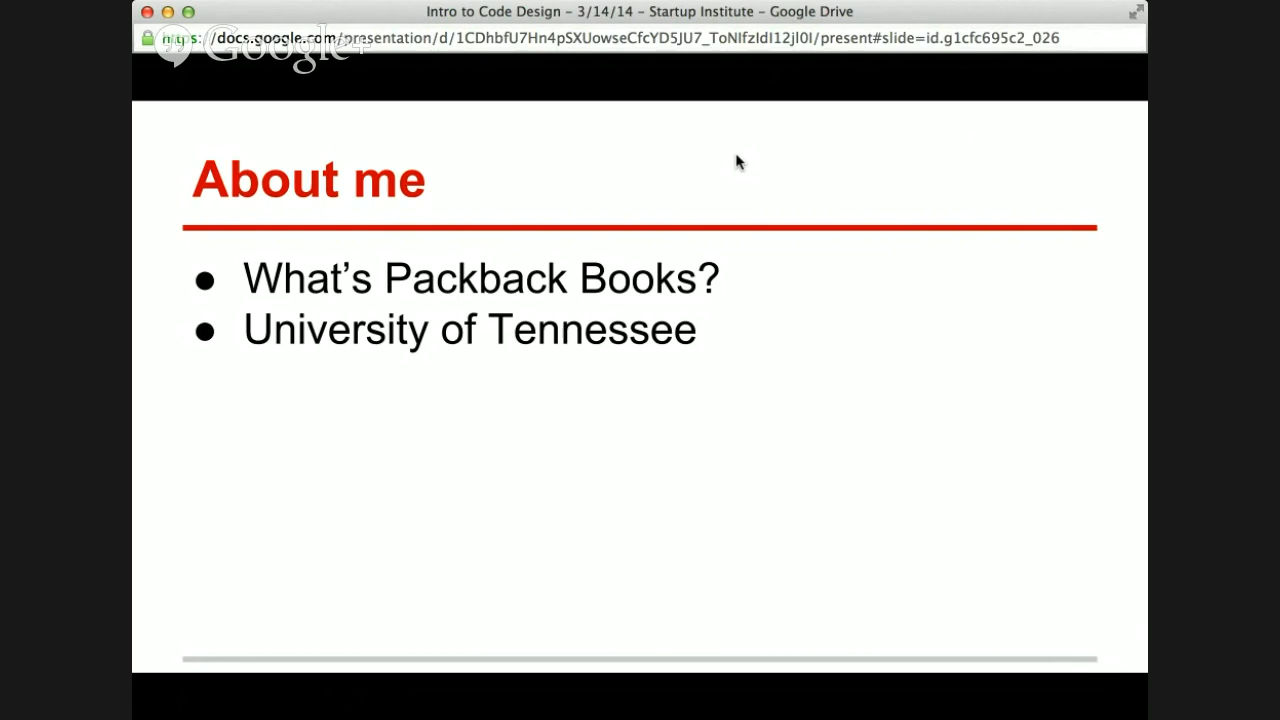 Intro to Code Design – 3/14/14 – Startup Institute – Google Drive
https://docs.google.com/presentation/d/1CDhbfU7Hn4pSXUowseCfcYD5JU7_ToNIfzIdI12jl0I/present#slide=id.g1cfc695c2_026
Google+
About me
● What’s Packback Books?
● University of Tennessee